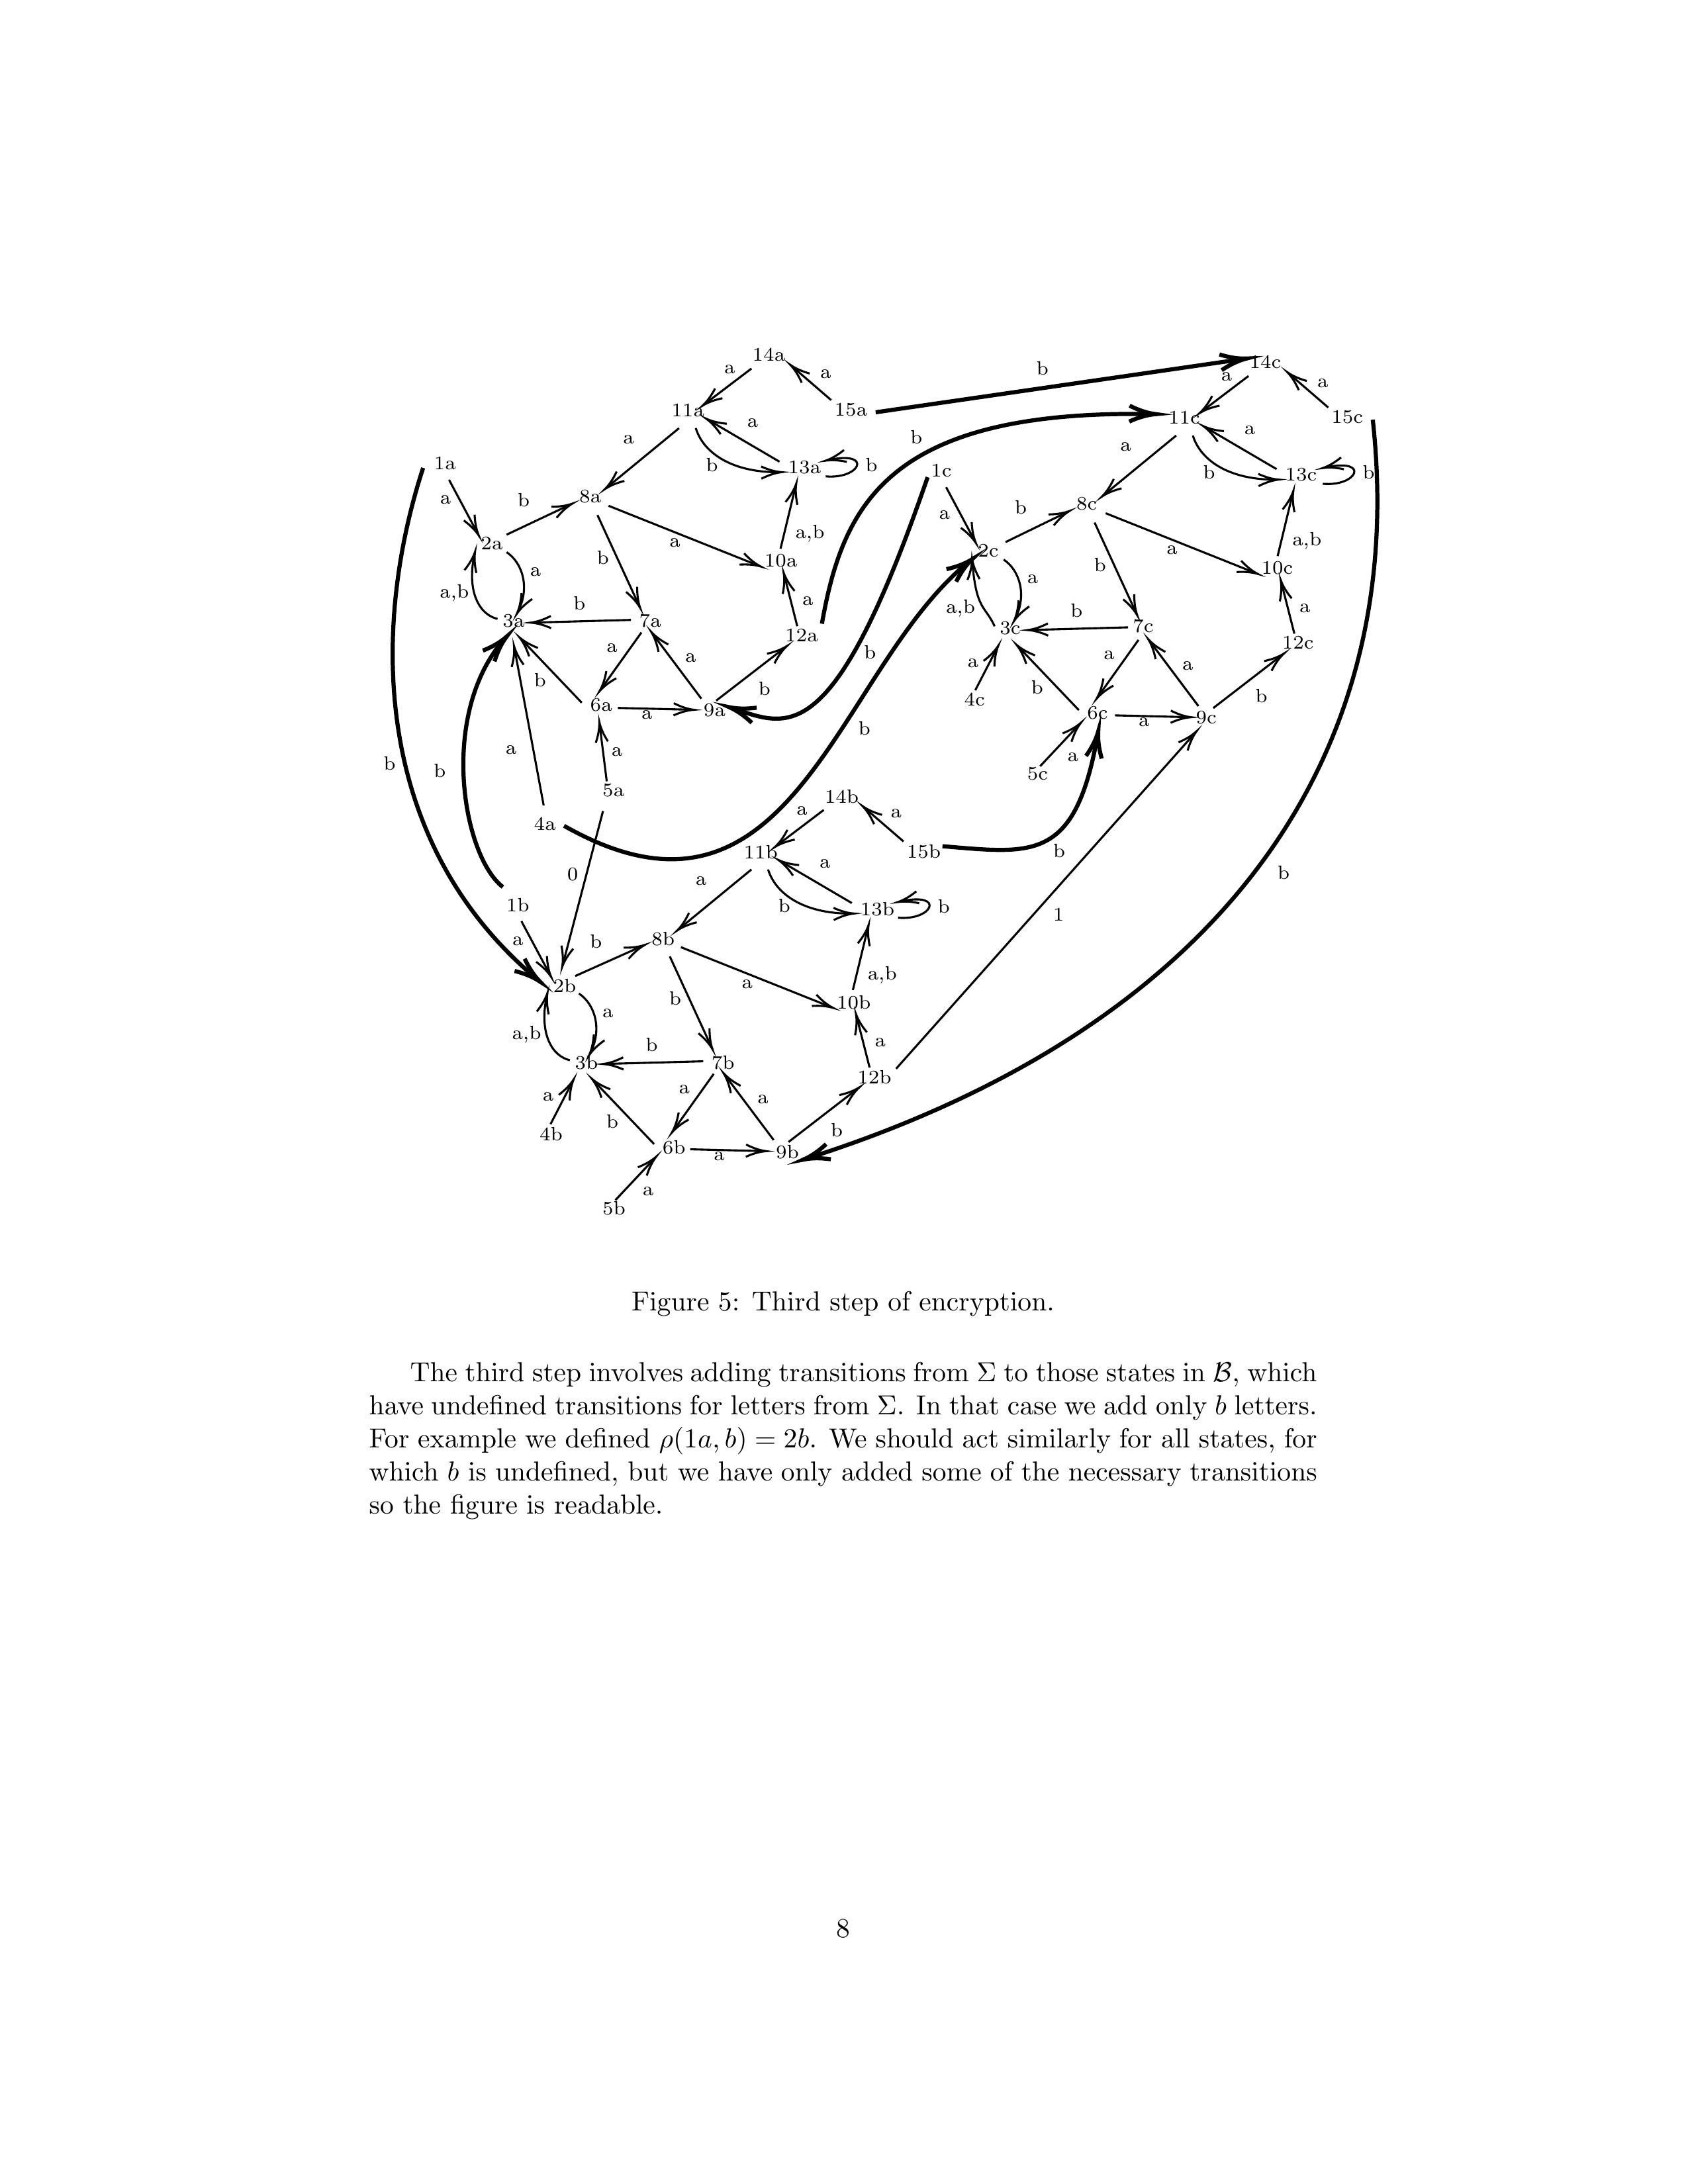 14a
14c
b
a
a
a
a
11a
15a
11c
15c
a
a
a
b
a
1a
b
13a
b
1c
b
13c
b
a
b
8a
a
b
8c
a,b
a,b
2a
a
2c
a
b
10a
b
10c
a
a
a,b
b
a
a,b
b
a
3a
7a
12a
3c
7c
12c
a
a
b
a
a
a
b
b
4c
b
b
6a
a
9a
6c
a
9c
b
a
a
a
b
b
5c
5a
14b
a
a
4a
11b
15b
b
a
0
a
b
1b
b
13b
b
1
a
b
8b
a,b
2b
a
b
10b
a
a,b
b
a
3b
7b
12b
a
a
a
b
b
4b
6b
a
9b
a
5b
Figure 5: Third step of encryption.
The third step involves adding transitions from Σ to those states in ℬ, which
have undefined transitions for letters from Σ. In that case we add only b letters.
For example we defined ρ(1a, b) = 2b. We should act similarly for all states, for
which b is undefined, but we have only added some of the necessary transitions
so the figure is readable.
8